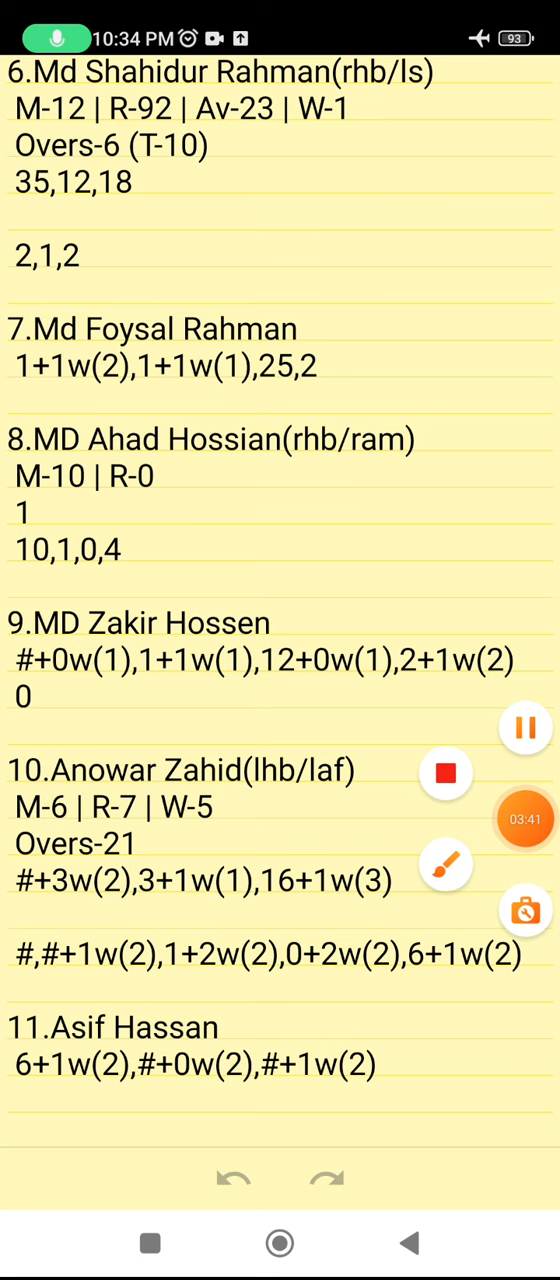 10:34 PM
93
6.Md Shahidur Rahman(rhb/ls)
M-12 | R-92 | Av-23 | W-1
Overs-6 (T-10)
35,12,18
2,1,2
7.Md Foysal Rahman
1+1w(2),1+1w(1),25,2
8.MD Ahad Hossian(rhb/ram)
M-10 | R-0
1
10,1,0,4
9.MD Zakir Hossen
#+0w(1),1+1w(1),12+0w(1),2+1w(2)
0
10.Anowar Zahid(lhb/laf)
M-6 | R-7 | W-5
03:41
Overs-21
#+3w(2),3+1w(1),16+1w(3)
#,#+1w(2),1+2w(2),0+2w(2),6+1w(2)
11.Asif Hassan
6+1w(2),#+0w(2),#+1w(2)